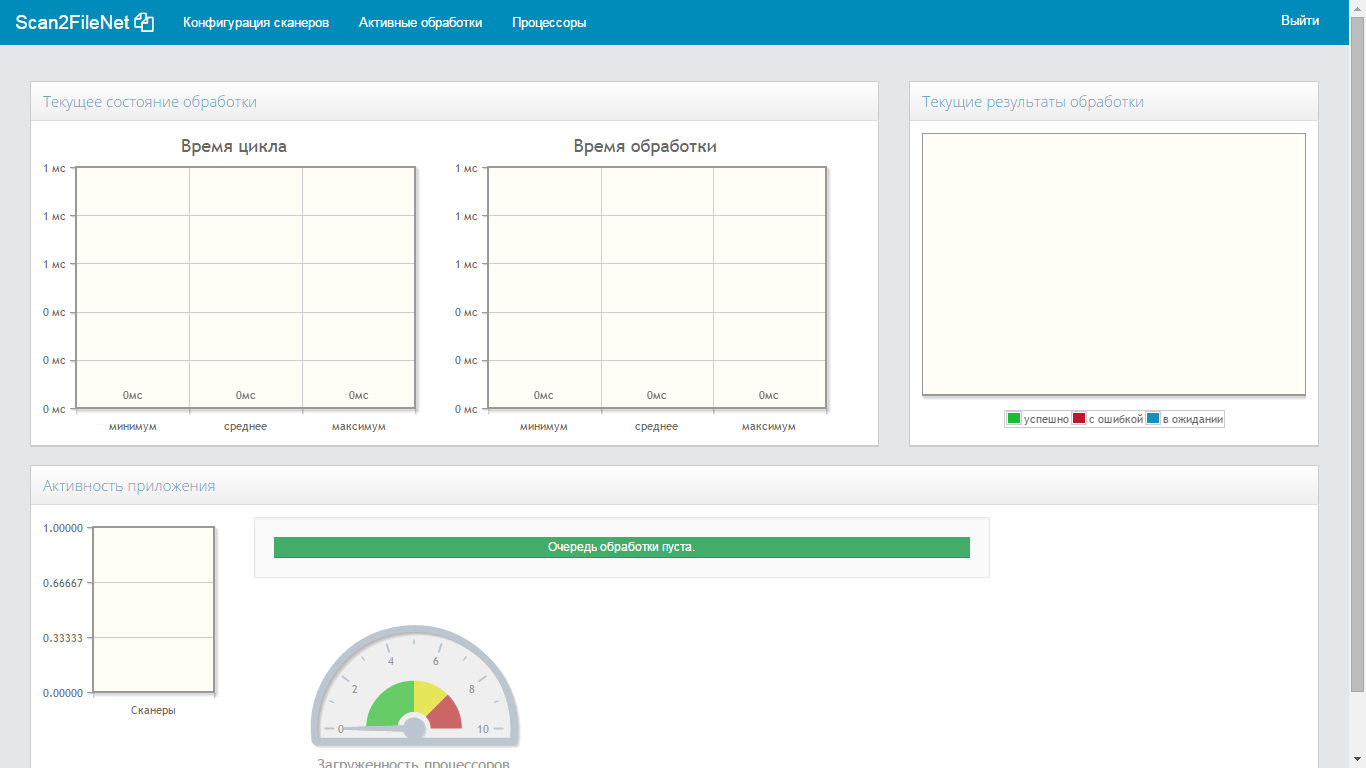 Scan2FileNet Конфигурация сканеров Активные обработки Процессоры Выйти
Текущее состояние обработки
Время цикла
1 мс
1 мс
1 мс
0 мс
0 мс
0 мс
0мс 0мс 0мс
минимум среднее максимум
Время обработки
1 мс
1 мс
1 мс
0 мс
0 мс
0 мс
0мс 0мс 0мс
минимум среднее максимум
Текущие результаты обработки
успешно с ошибкой в ожидании
Активность приложения
1.00000
0.66667
0.33333
0.00000
Сканеры
Очередь обработки пуста.
0 2 4 6 8 10
Загруженность процессоров